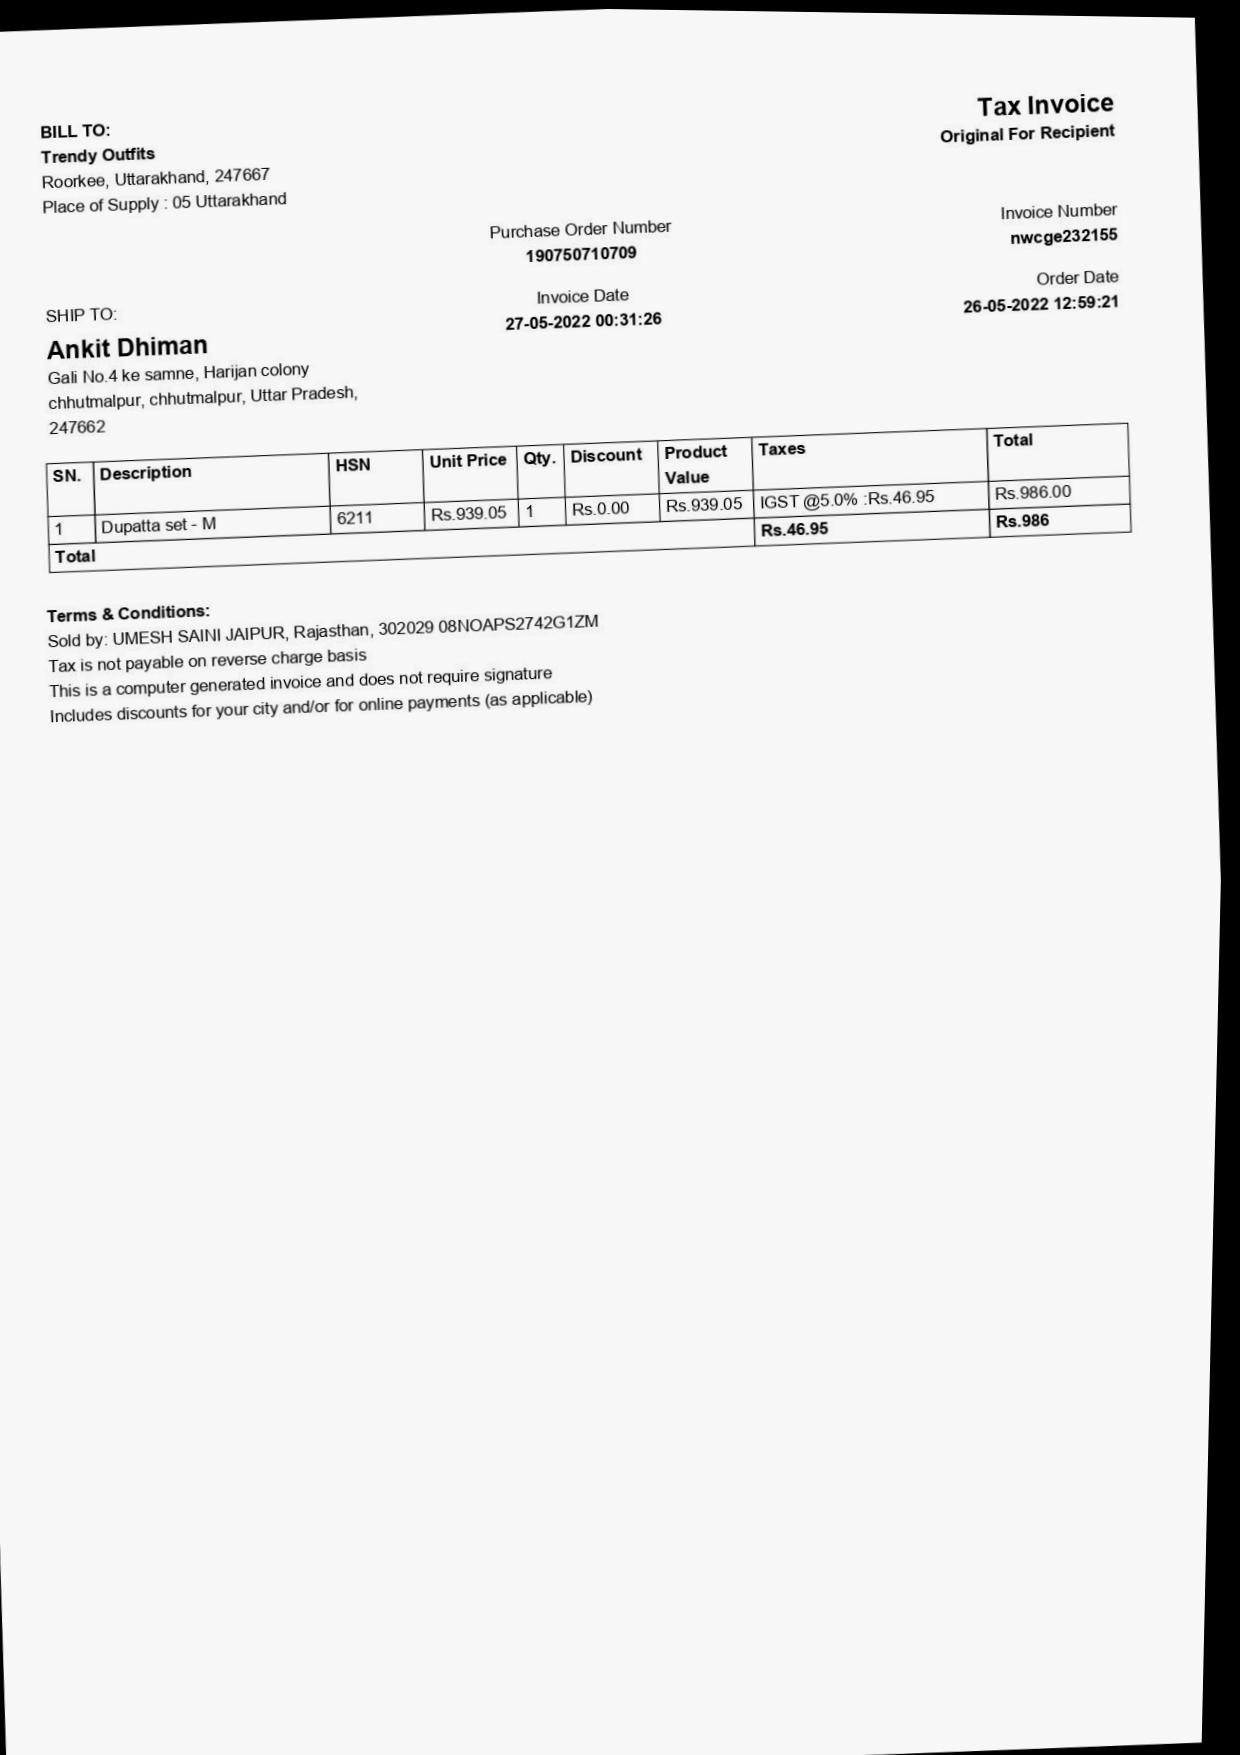 Tax Invoice
Original For Recipient
BILL TO:
Trendy Outfits
Roorkee, Uttarakhand, 247667
Place of Supply : 05 Uttarakhand
Purchase Order Number
190750710709
Invoice Number
nwcge232155
Invoice Date
27-05-2022 00:31:26
Order Date
26-05-2022 12:59:21
SHIP TO:
Ankit Dhiman
Gali No.4 ke samne, Harijan colony
chhutmalpur, chhutmalpur, Uttar Pradesh,
247662
SN. Description HSN Unit Price Qty. Discount Product Value Taxes Total
1 Dupatta set - M 6211 Rs.939.05 1 Rs.0.00 Rs.939.05 IGST @5.0% :Rs.46.95 Rs.986.00
Total Rs.46.95 Rs.986
Terms & Conditions:
Sold by: UMESH SAINI JAIPUR, Rajasthan, 302029 08NOAPS2742G1ZM
Tax is not payable on reverse charge basis
This is a computer generated invoice and does not require signature
Includes discounts for your city and/or for online payments (as applicable)